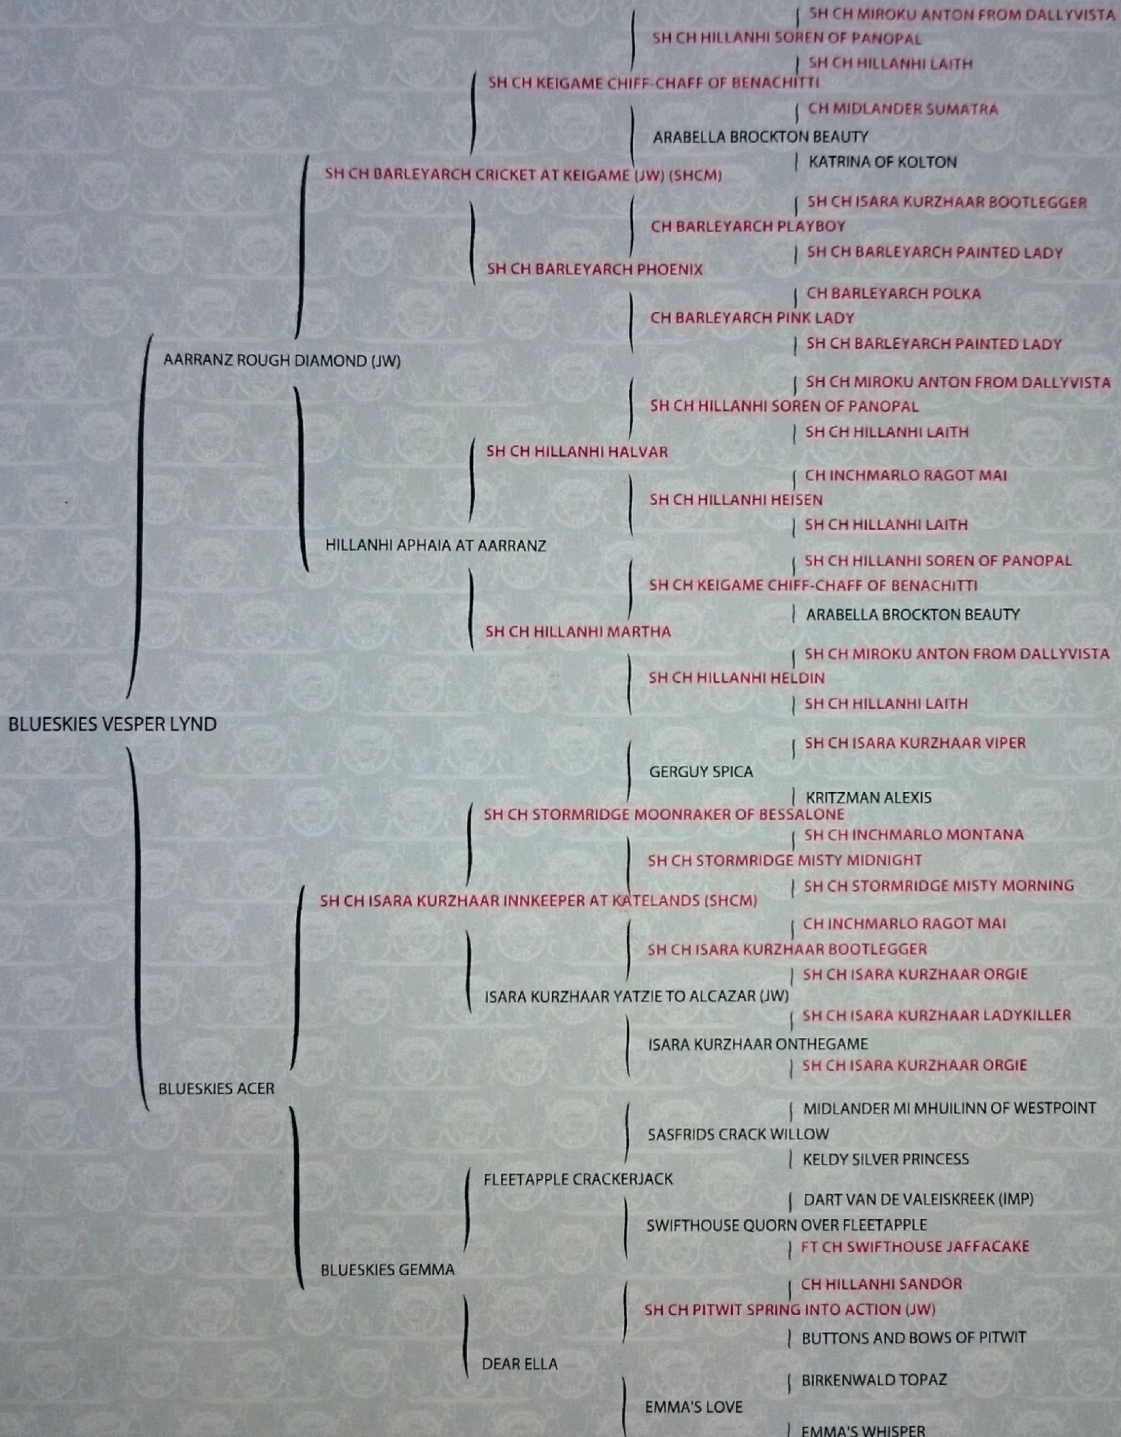 SH CH MIROKU ANTON FROM DALLYVISTA
SH CH HILLANHI SOREN OF PANOPAL
SH CH HILLANHI LAITH
SH CH KEIGAME CHIFF-CHAFF OF BENACHITTI
CH MIDLANDER SUMATRA
ARABELLA BROCKTON BEAUTY
KATRINA OF KOLTON
SH CH BARLEYARCH CRICKET AT KEIGAME (JW) (SHCM)
SH CH ISARA KURZHAAR BOOTLEGGER
CH BARLEYARCH PLAYBOY
SH CH BARLEYARCH PAINTED LADY
SH CH BARLEYARCH PHOENIX
CH BARLEYARCH POLKA
CH BARLEYARCH PINK LADY
SH CH BARLEYARCH PAINTED LADY
AARRANZ ROUGH DIAMOND (JW)
SH CH MIROKU ANTON FROM DALLYVISTA
SH CH HILLANHI SOREN OF PANOPAL
SH CH HILLANHI LAITH
SH CH HILLANHI HALVAR
CH INCHMARLO RAGOT MAI
SH CH HILLANHI HEISEN
SH CH HILLANHI LAITH
HILLANHI APHAIA AT AARRANZ
SH CH HILLANHI SOREN OF PANOPAL
SH CH KEIGAME CHIFF-CHAFF OF BENACHITTI
ARABELLA BROCKTON BEAUTY
SH CH HILLANHI MARTHA
SH CH MIROKU ANTON FROM DALLYVISTA
SH CH HILLANHI HELDIN
SH CH HILLANHI LAITH
BLUESKIES VESPER LYND
SH CH ISARA KURZHAAR VIPER
GERGUY SPICA
KRITZMAN ALEXIS
SH CH STORMRIDGE MOONRAKER OF BESSALONE
SH CH INCHMARLO MONTANA
SH CH STORMRIDGE MISTY MIDNIGHT
SH CH STORMRIDGE MISTY MORNING
SH CH ISARA KURZHAAR INNKEEPER AT KATELANDS (SHCM)
CH INCHMARLO RAGOT MAI
SH CH ISARA KURZHAAR BOOTLEGGER
SH CH ISARA KURZHAAR ORGIE
ISARA KURZHAAR YATZIE TO ALCAZAR (JW)
SH CH ISARA KURZHAAR LADYKILLER
ISARA KURZHAAR ONTHEGAME
SH CH ISARA KURZHAAR ORGIE
BLUESKIES ACER
MIDLANDER MI MHUILINN OF WESTPOINT
SASFRIDS CRACK WILLOW
KELDY SILVER PRINCESS
FLEETAPPLE CRACKERJACK
DART VAN DE VALEISKREEK (IMP)
SWIFTHOUSE QUORN OVER FLEETAPPLE
FT CH SWIFTHOUSE JAFFACAKE
BLUESKIES GEMMA
CH HILLANHI SANDOR
SH CH PITWIT SPRING INTO ACTION (JW)
BUTTONS AND BOWS OF PITWIT
DEAR ELLA
BIRKENWALD TOPAZ
EMMA'S LOVE
EMMA'S WHISPER